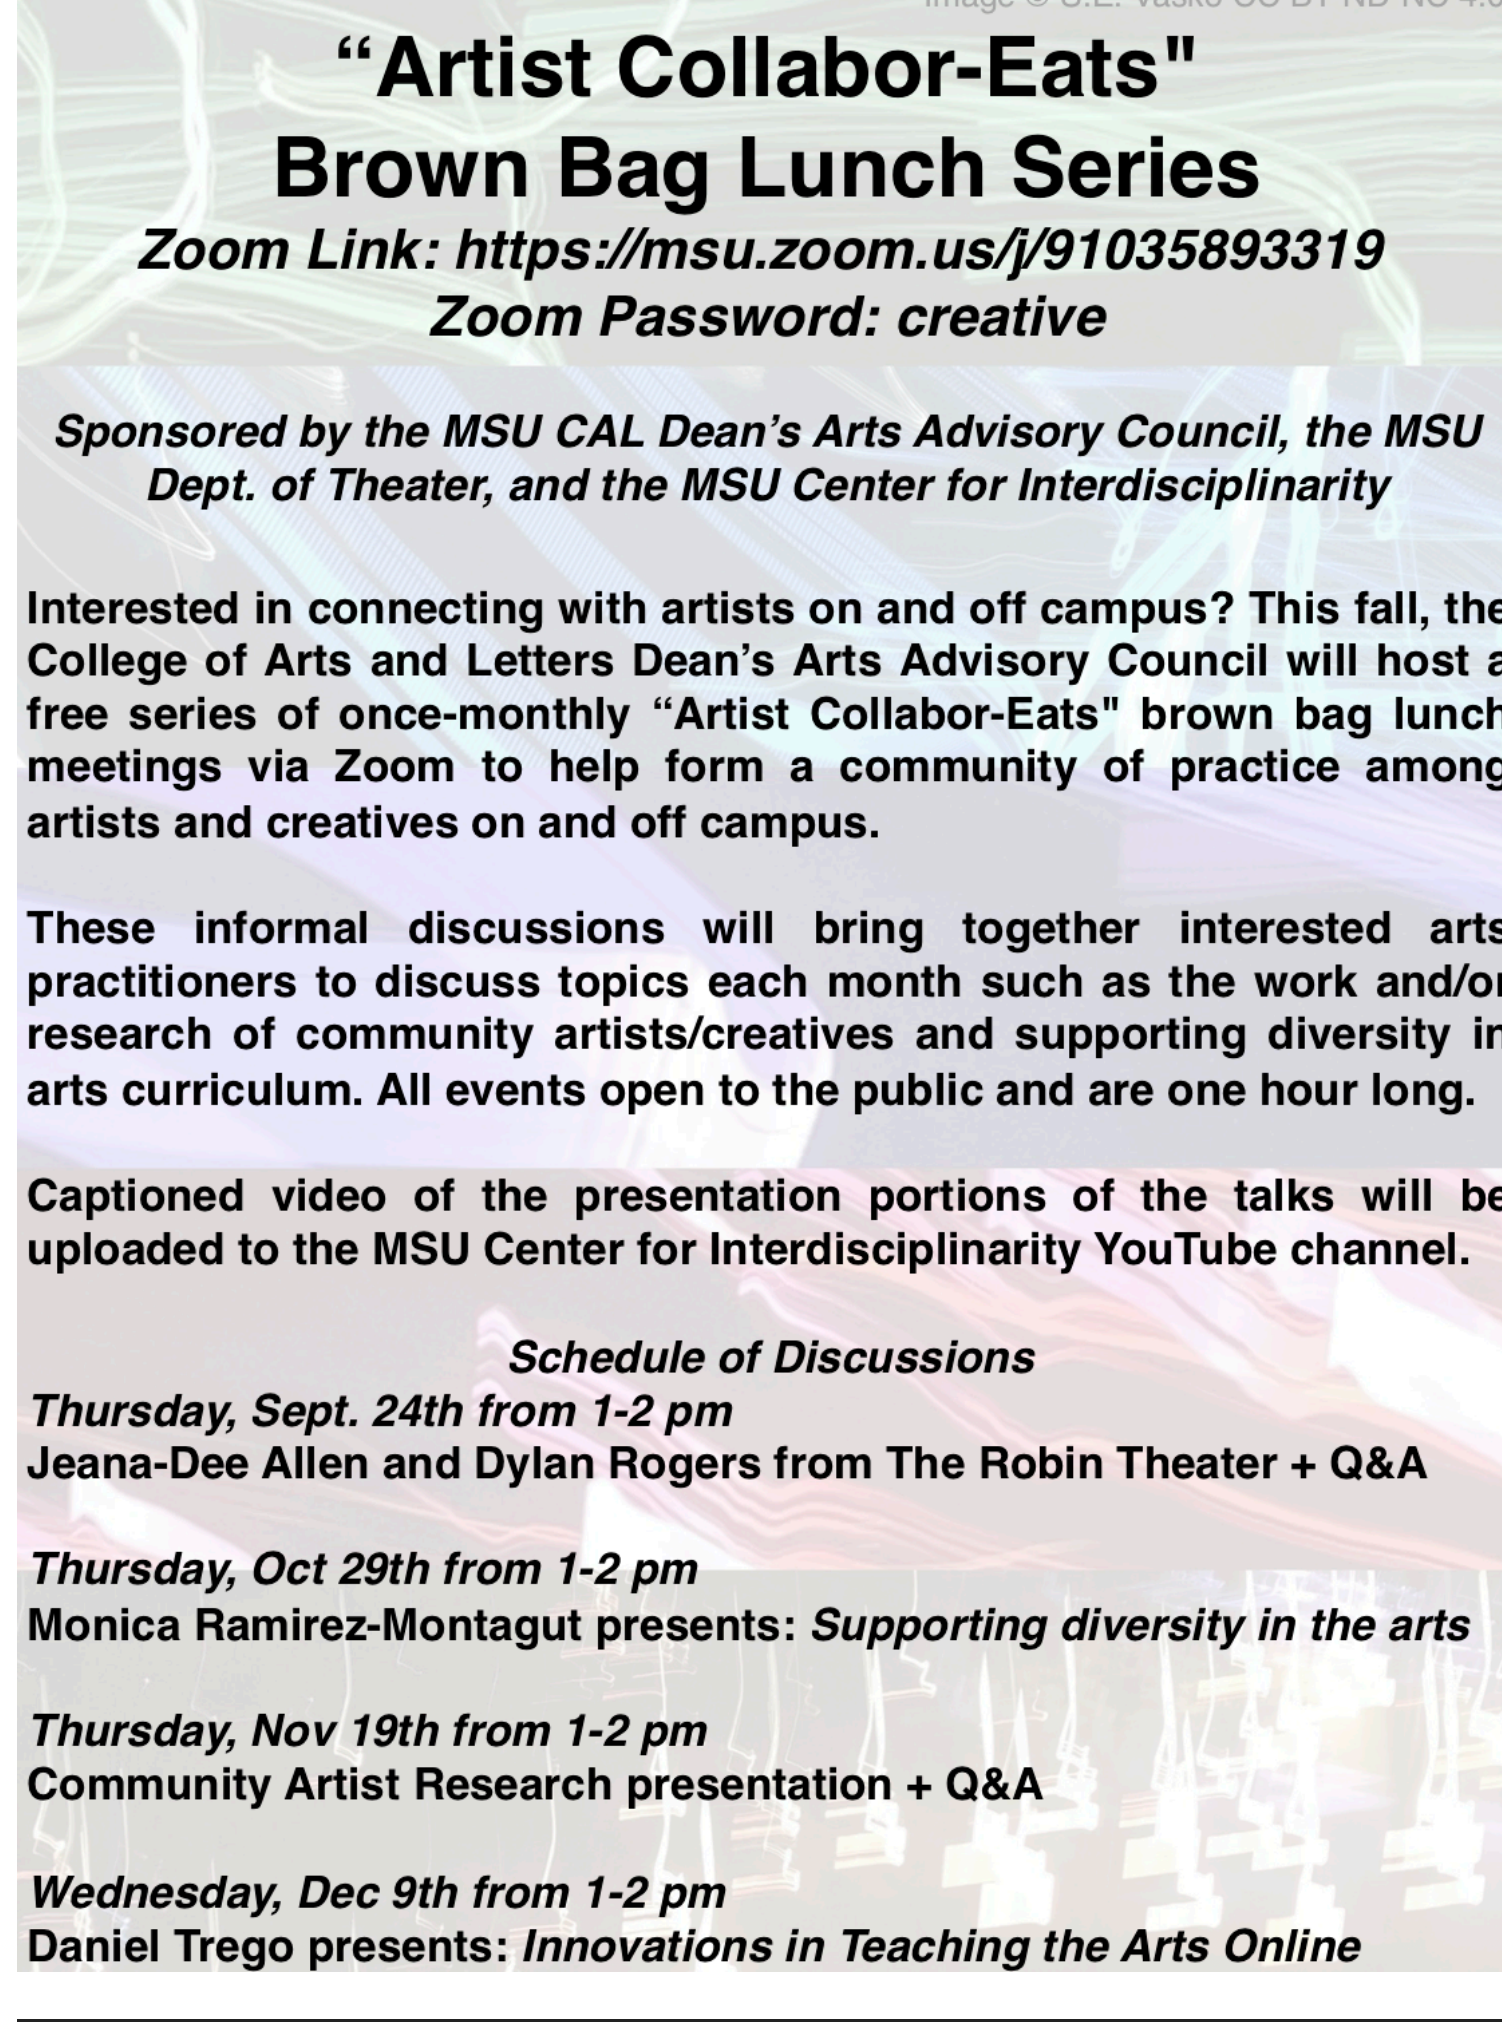 Image © S.E. Vasko CC BY-ND-NC 4.0
“Artist Collabor-Eats"
Brown Bag Lunch Series
Zoom Link: https://msu.zoom.us/j/91035893319
Zoom Password: creative
Sponsored by the MSU CAL Dean’s Arts Advisory Council, the MSU
Dept. of Theater, and the MSU Center for Interdisciplinarity
Interested in connecting with artists on and off campus? This fall, the
College of Arts and Letters Dean’s Arts Advisory Council will host a
free series of once-monthly “Artist Collabor-Eats" brown bag lunch
meetings via Zoom to help form a community of practice among
artists and creatives on and off campus.
These informal discussions will bring together interested arts
practitioners to discuss topics each month such as the work and/or
research of community artists/creatives and supporting diversity in
arts curriculum. All events open to the public and are one hour long.
Captioned video of the presentation portions of the talks will be
uploaded to the MSU Center for Interdisciplinarity YouTube channel.
Schedule of Discussions
Thursday, Sept. 24th from 1-2 pm
Jeana-Dee Allen and Dylan Rogers from The Robin Theater + Q&A
Thursday, Oct 29th from 1-2 pm
Monica Ramirez-Montagut presents: Supporting diversity in the arts
Thursday, Nov 19th from 1-2 pm
Community Artist Research presentation + Q&A
Wednesday, Dec 9th from 1-2 pm
Daniel Trego presents: Innovations in Teaching the Arts Online